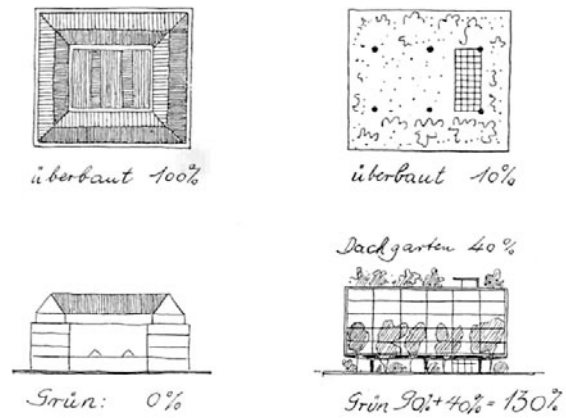 überbaut 100%
überbaut 10%
Dachgarten 40%
Grün: 0%
Grün 90%+40% = 130%